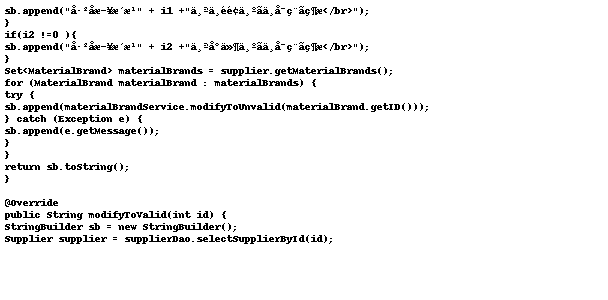 sb.append("å·²åæ—¥æ´æ¹" + i1 +"ä¸ºä¸éé¢ä¸ºãä¸å¯ç¨ãç¶æ</br>");
}
if(i2 !=0 ){
sb.append("å·²åæ—¥æ´æ¹" + i2 +"ä¸ºå°ä»¶ä¸ºãä¸å¯ç¨ãç¶æ</br>");
}
Set<MaterialBrand> materialBrands = supplier.getMaterialBrands();
for (MaterialBrand materialBrand : materialBrands) {
try {
sb.append(materialBrandService.modifyToUnvalid(materialBrand.getID()));
} catch (Exception e) {
sb.append(e.getMessage());
}
}
return sb.toString();
}
@Override
public String modifyToValid(int id) {
StringBuilder sb = new StringBuilder();
Supplier supplier = supplierDao.selectSupplierById(id);